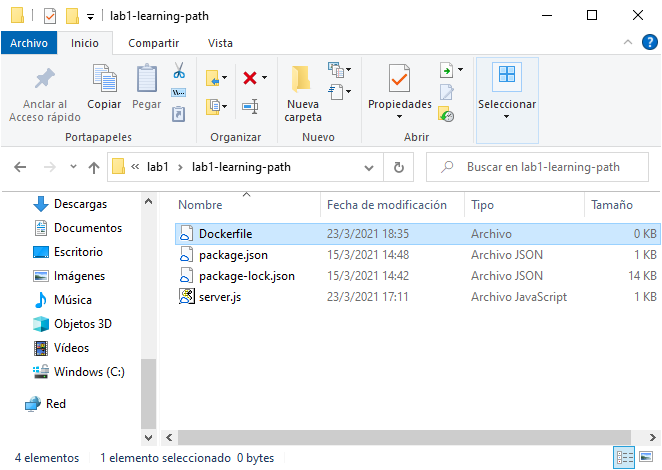 lab1-learning-path
Archivo Inicio Compartir Vista
Anclar al Acceso rápido
Copiar
Pegar
Nueva carpeta
Propiedades
Seleccionar
Portapapeles Organizar Nuevo Abrir
« lab1 › lab1-learning-path
Buscar en lab1-learning-path
Nombre Fecha de modificación Tipo Tamaño
Descargas
Documentos
Escritorio
Imágenes
Música
Objetos 3D
Vídeos
Windows (C:)
Red
Dockerfile 23/3/2021 18:35 Archivo 0 KB
package.json 15/3/2021 14:48 Archivo JSON 1 KB
package-lock.json 15/3/2021 14:42 Archivo JSON 14 KB
server.js 23/3/2021 17:11 Archivo JavaScript 1 KB
4 elementos 1 elemento seleccionado 0 bytes